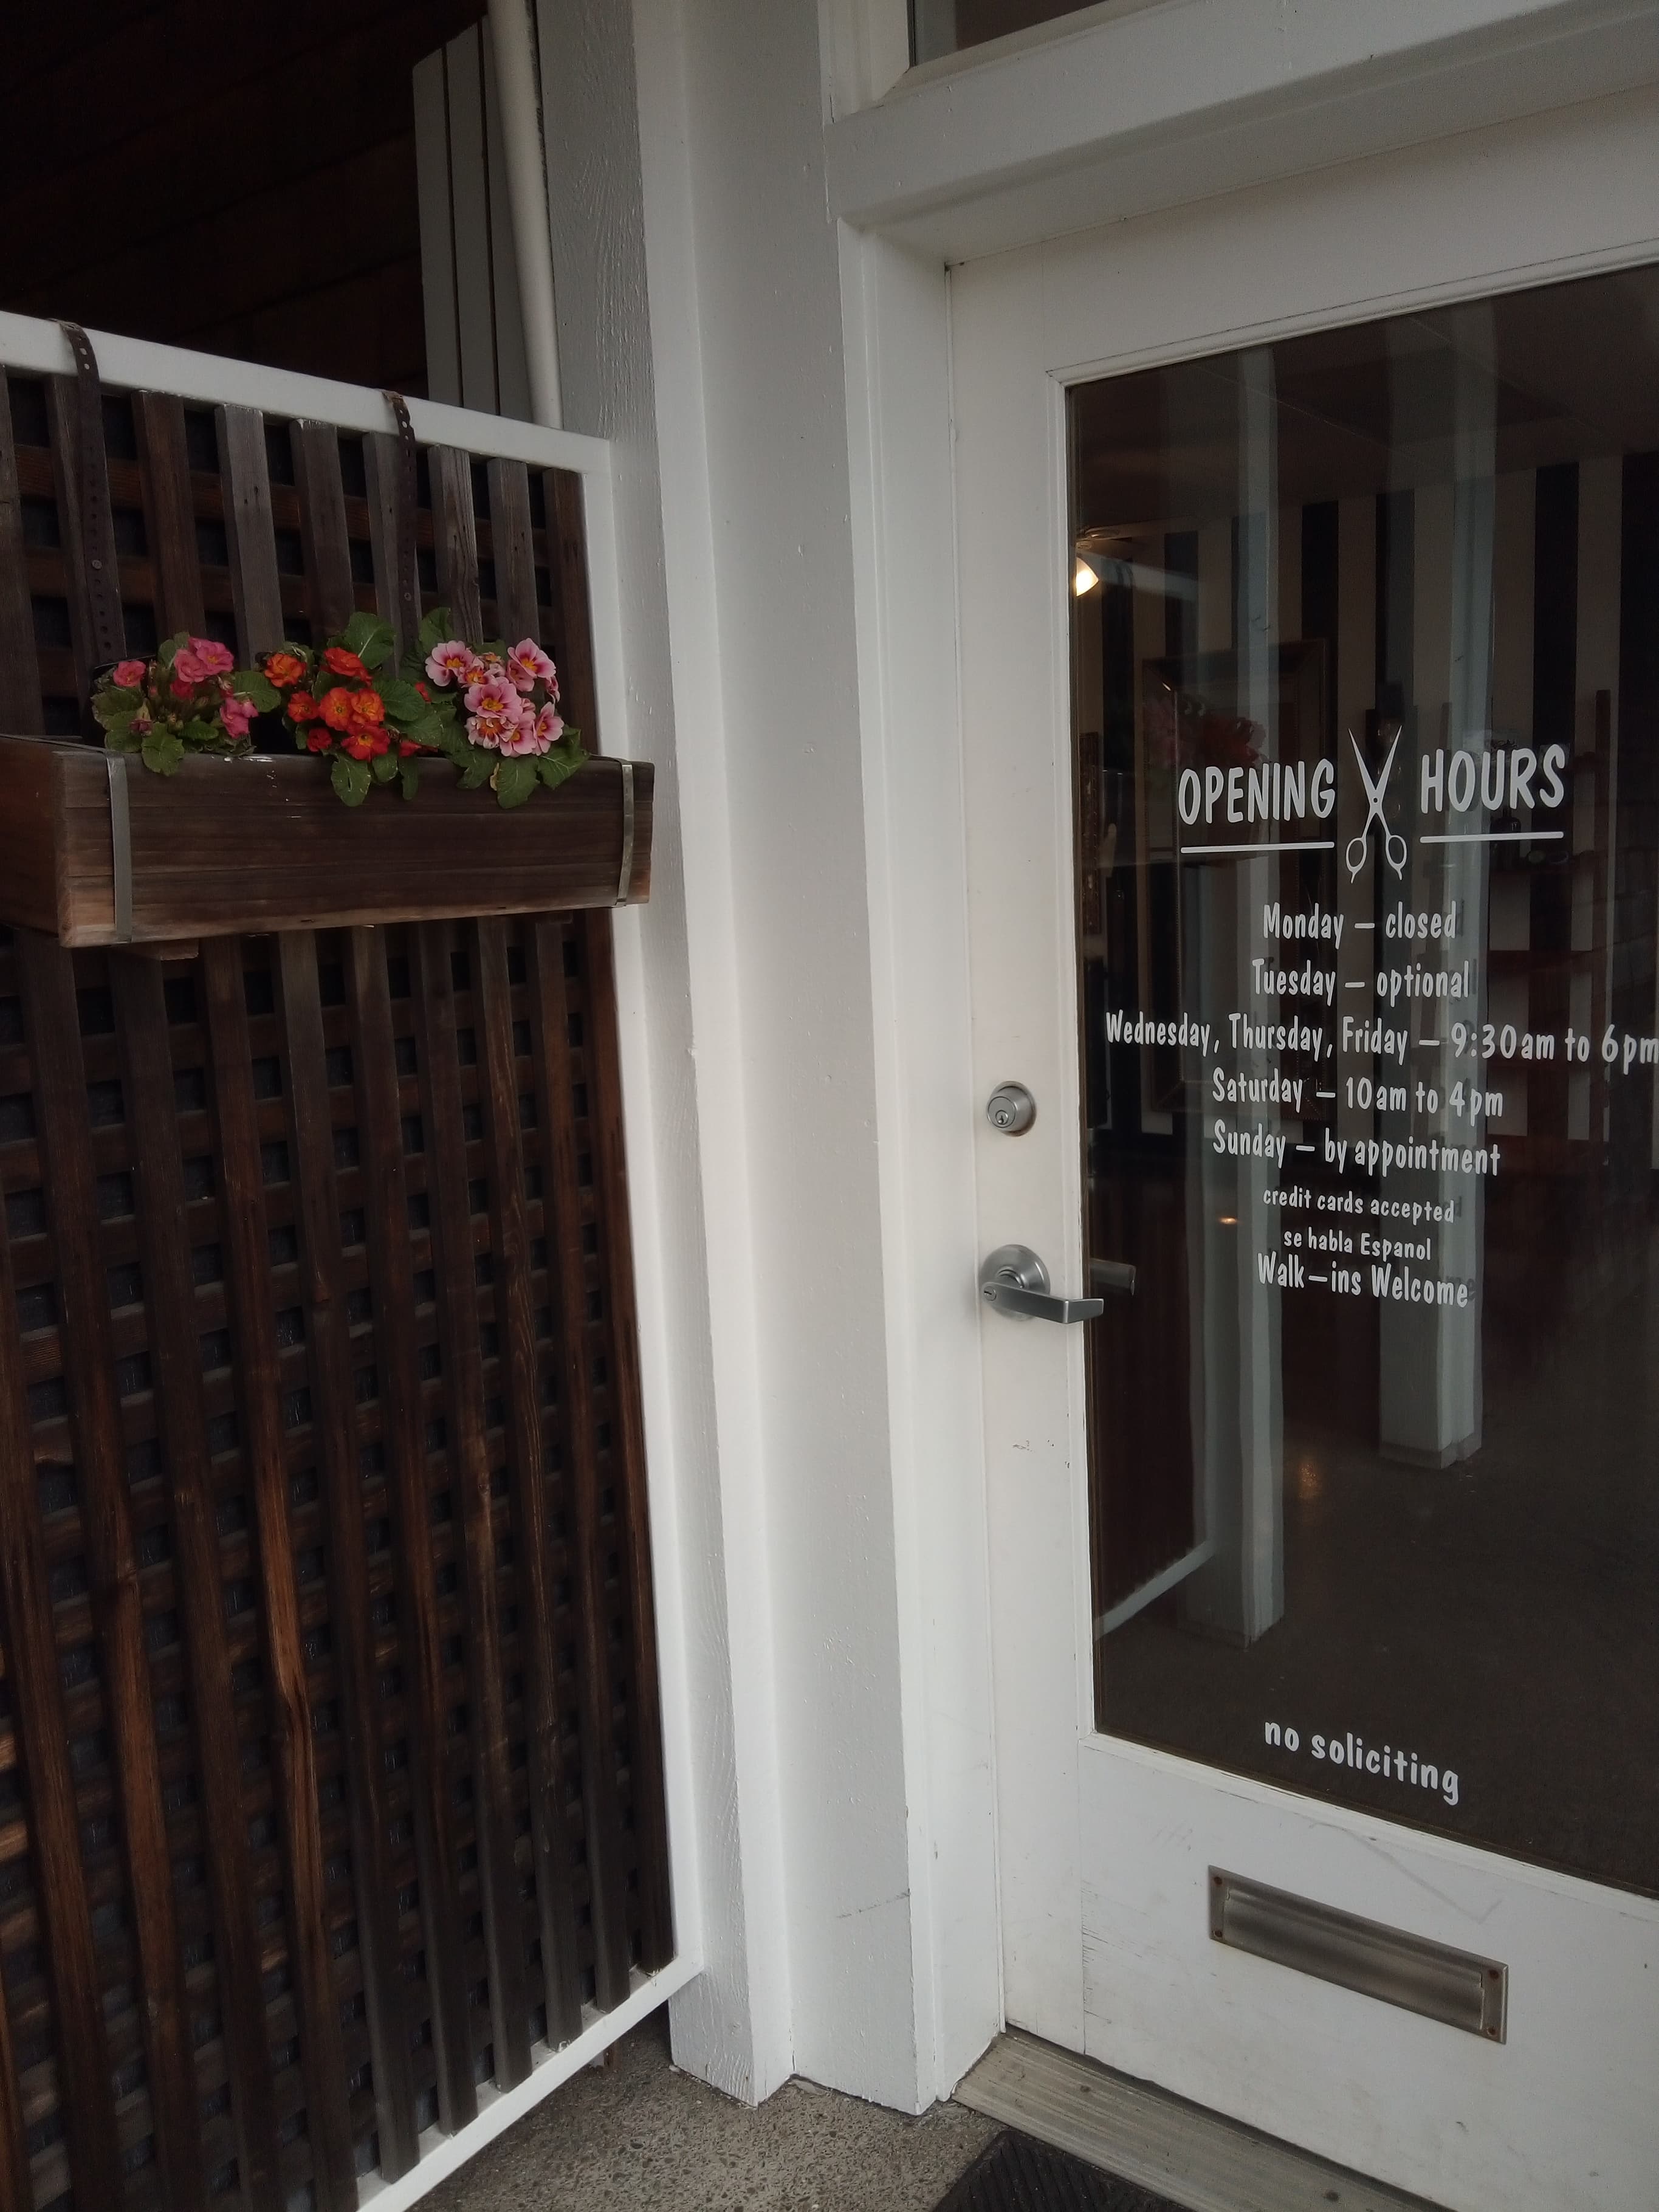 OPENING HOURS
Monday – closed
Tuesday – optional
Wednesday, Thursday, Friday – 9:30am to 6pm
Saturday – 10am to 4pm
Sunday – by appointment
credit cards accepted
se habla Espanol
Walk–ins Welcome
no soliciting